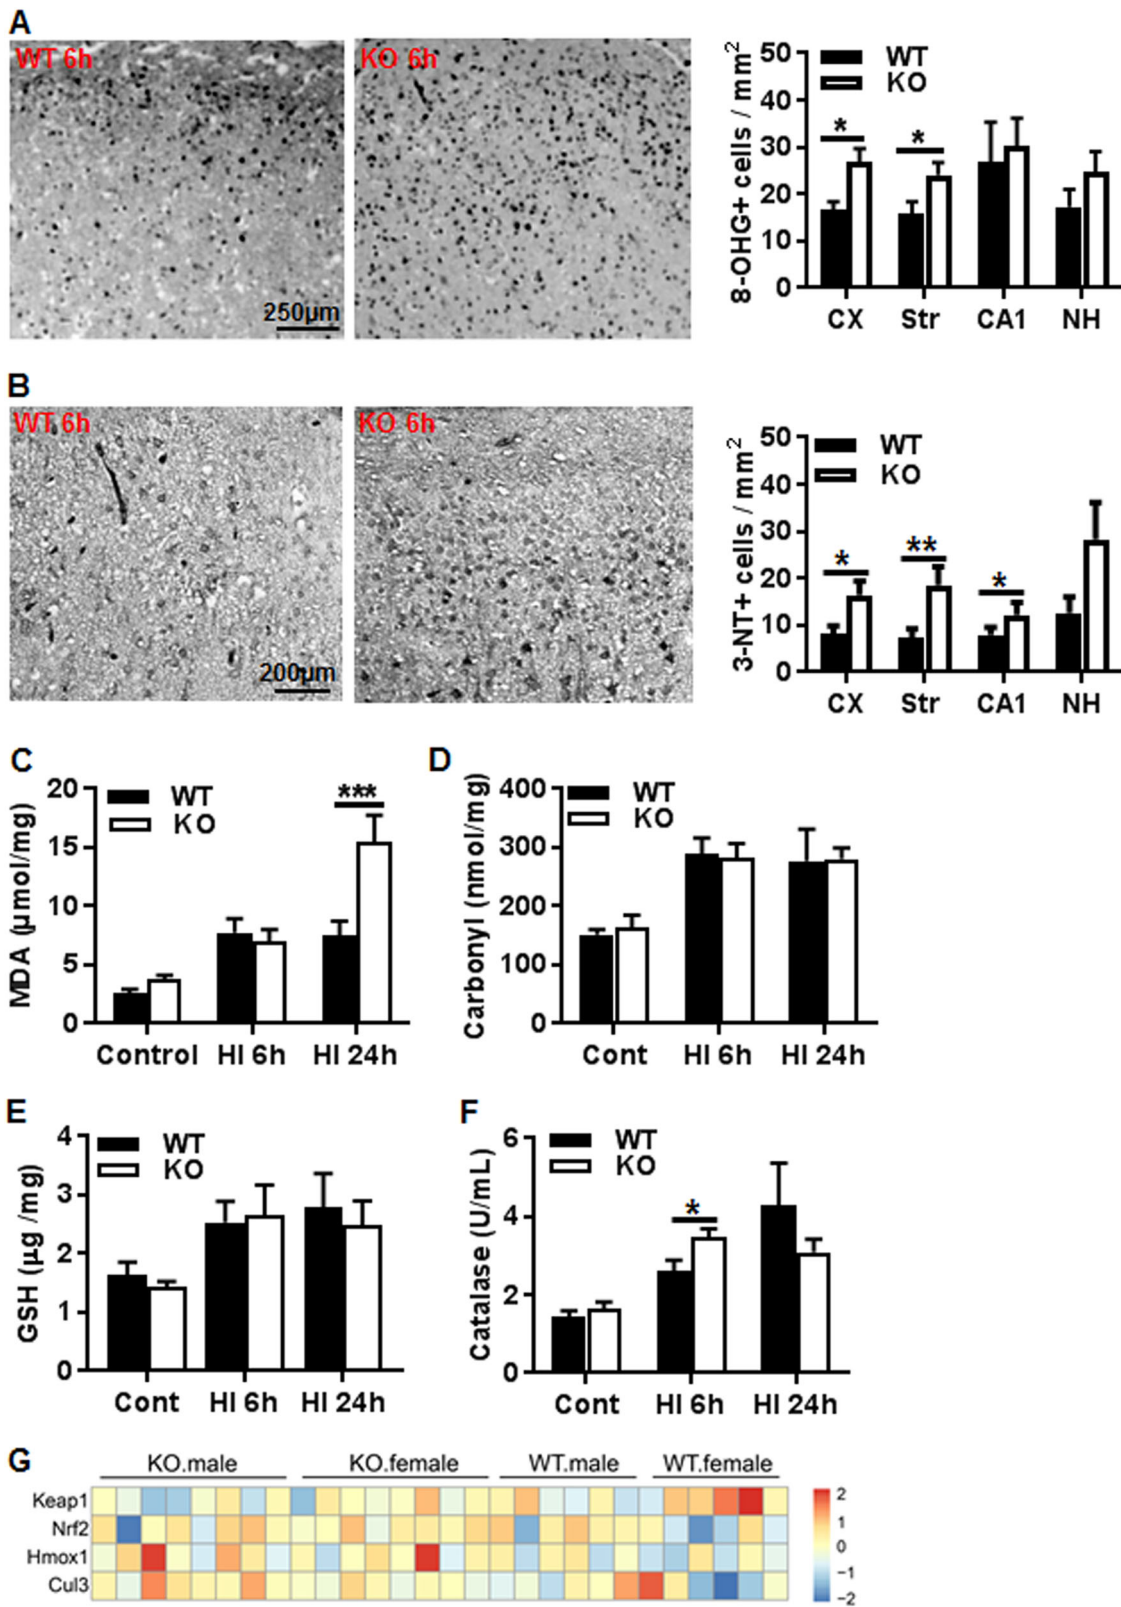 A
WT 6h
KO 6h
250µm
8-OHG+ cells / mm²
50
40
30
20
10
0
WT
KO
*
*
CX Str CA1 NH
B
WT 6h
KO 6h
200µm
3-NT+ cells / mm²
50
40
30
20
10
0
WT
KO
*
**
*
CX Str CA1 NH
C
MDA (µmol/mg)
20
15
10
5
0
WT
KO
***
Control HI 6h HI 24h
D
Carbonyl (nmol/mg)
400
300
200
100
0
WT
KO
Cont HI 6h HI 24h
E
GSH (µg /mg)
4
3
2
1
0
WT
KO
Cont HI 6h HI 24h
F
Catalase (U/mL)
6
4
2
0
WT
KO
*
Cont HI 6h HI 24h
G
KO.male KO.female WT.male WT.female
Keap1
Nrf2
Hmox1
Cul3
2
1
0
−1
−2